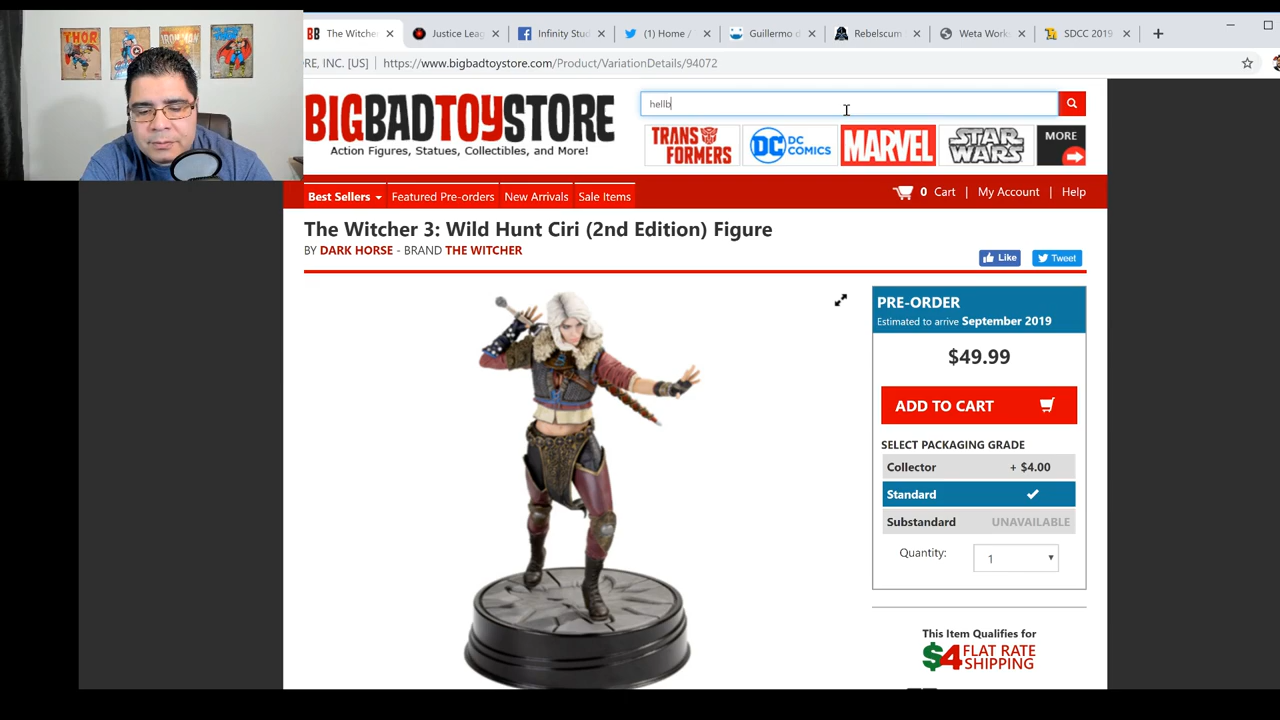 THOR
IRON MAN
BB The Witche
Justice Leag
Infinity Stud
(1) Home /
Guillermo d
Rebelscum
Weta Work
SDCC 2019
RE, INC. [US] | https://www.bigbadtoystore.com/Product/VariationDetails/94072
BIGBADTOYSTORE
Action Figures, Statues, Collectibles, and More!
hellb
TRANSFORMERS
DC DC COMICS
MARVEL
STAR WARS
MORE
Best Sellers Featured Pre-orders New Arrivals Sale Items
0 Cart | My Account | Help
The Witcher 3: Wild Hunt Ciri (2nd Edition) Figure
BY DARK HORSE - BRAND THE WITCHER
Like Tweet
PRE-ORDER
Estimated to arrive September 2019
$49.99
ADD TO CART
SELECT PACKAGING GRADE
Collector + $4.00
Standard
Substandard UNAVAILABLE
Quantity: 1
This Item Qualifies for
$4 FLAT RATE
SHIPPING